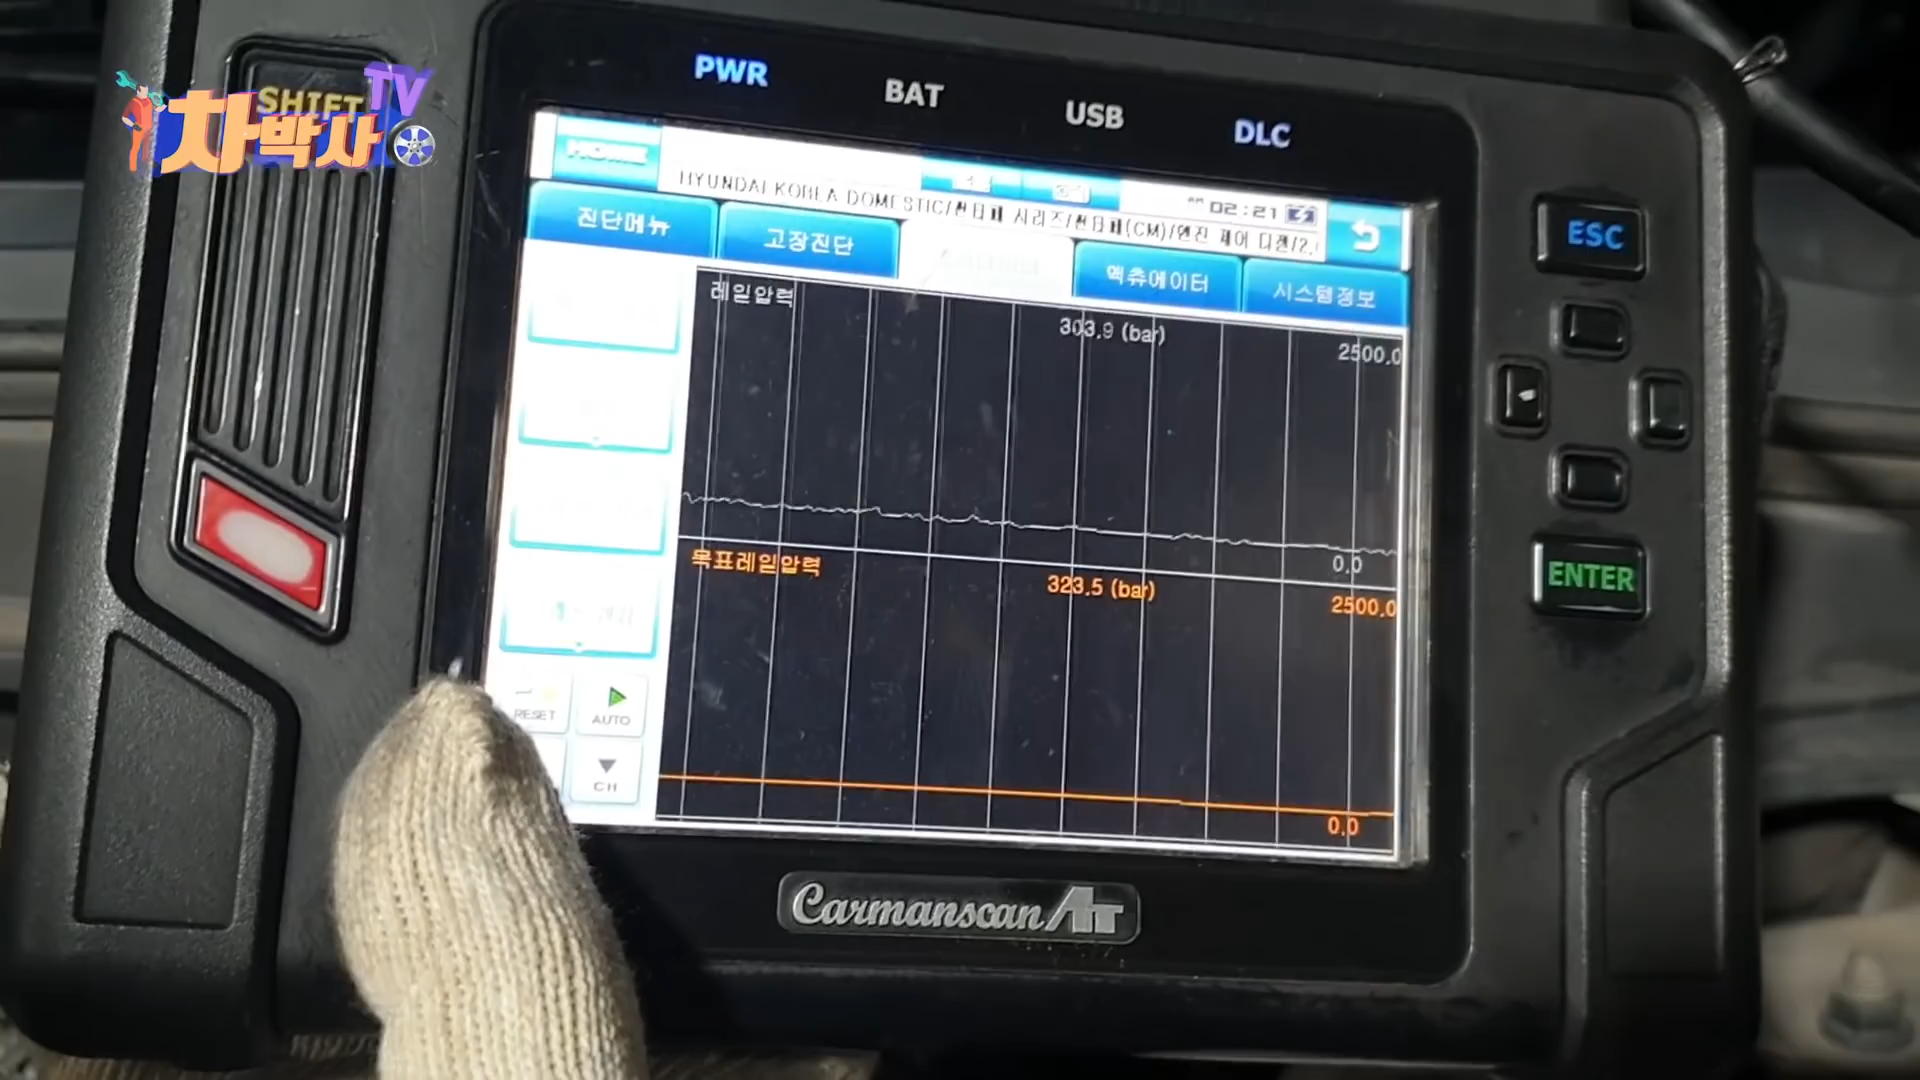 SHIFT TV
차박사
PWR
BAT
USB
DLC
HOME
HYUNDAI KOREA DOMESTIC/싼타페 시리즈/싼타페(CM)/엔진 제어 디젤/2.
AM 02:21
진단메뉴
고장진단
액츄에이터
시스템정보
레일압력
303.9 (bar)
2500.0
0.0
목표레일압력
323.5 (bar)
2500.0
0.0
RESET
AUTO
CH
ESC
ENTER
Carmanscan AT